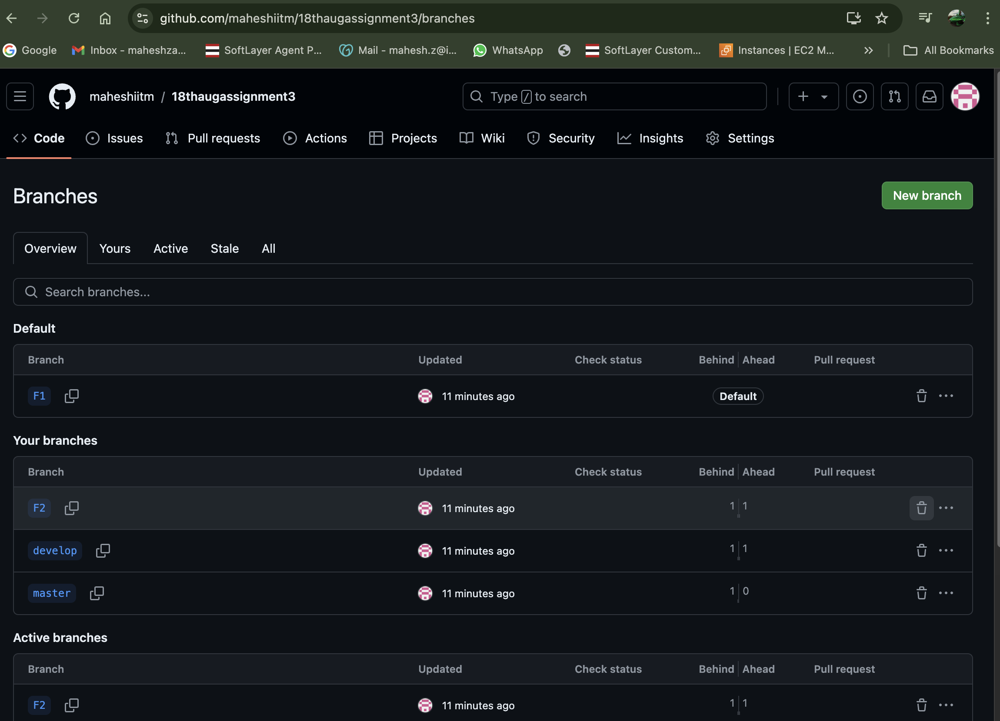 github.com/maheshiitm/18thaugassignment3/branches
Google Inbox - maheshza... SoftLayer Agent P... Mail - mahesh.z@i... WhatsApp SoftLayer Custom... Instances | EC2 M... All Bookmarks
maheshiitm / 18thaugassignment3 Type / to search
Code Issues Pull requests Actions Projects Wiki Security Insights Settings
Branches New branch
Overview Yours Active Stale All
Search branches...
Default
Branch Updated Check status Behind Ahead Pull request
F1 11 minutes ago Default
Your branches
Branch Updated Check status Behind Ahead Pull request
F2 11 minutes ago 1 1
develop 11 minutes ago 1 1
master 11 minutes ago 1 0
Active branches
Branch Updated Check status Behind Ahead Pull request
F2 11 minutes ago 1 1